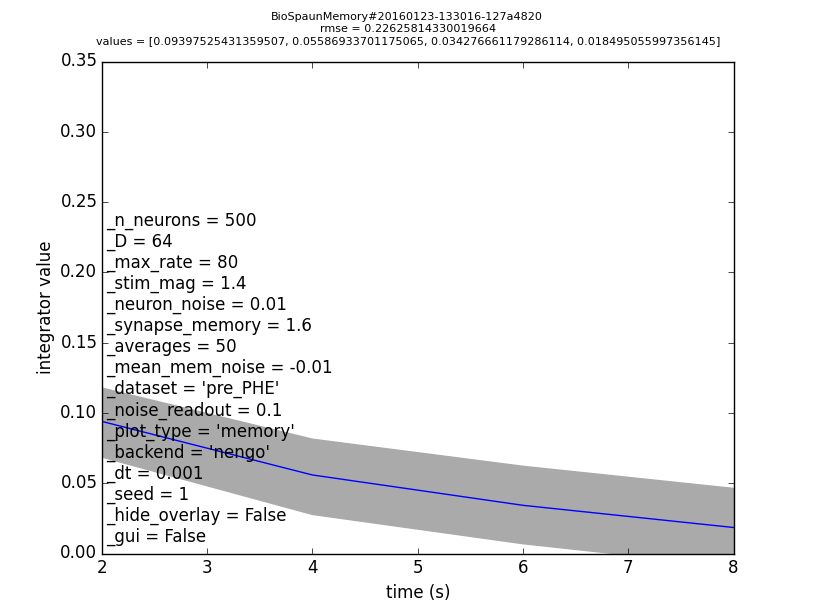 BioSpaunMemory#20160123-133016-127a4820
rmse = 0.22625814330019664
values = [0.09397525431359507, 0.05586933701175065, 0.034276661179286114, 0.018495055997356145]
0.35
0.30
0.25
0.20
0.15
0.10
0.05
0.00
integrator value
_n_neurons = 500
_D = 64
_max_rate = 80
_stim_mag = 1.4
_neuron_noise = 0.01
_synapse_memory = 1.6
_averages = 50
_mean_mem_noise = -0.01
_dataset = 'pre_PHE'
_noise_readout = 0.1
_plot_type = 'memory'
_backend = 'nengo'
_dt = 0.001
_seed = 1
_hide_overlay = False
_gui = False
2 3 4 5 6 7 8
time (s)